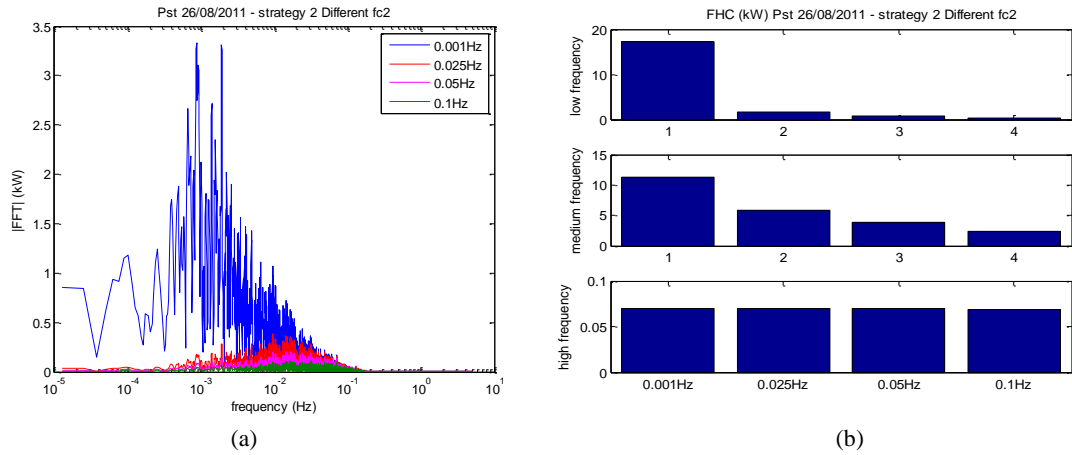 Pst 26/08/2011 - strategy 2 Different fc2
3.5
3
2.5
2
1.5
1
0.5
0
|FFT| (kW)
0.001Hz
0.025Hz
0.05Hz
0.1Hz
10^-5 10^-4 10^-3 10^-2 10^-1 10^0 10^1
frequency (Hz)
(a)
FHC (kW) Pst 26/08/2011 - strategy 2 Different fc2
low frequency
20
10
0
1 2 3 4
medium frequency
15
10
5
0
1 2 3 4
high frequency
0.1
0.05
0
0.001Hz 0.025Hz 0.05Hz 0.1Hz
(b)